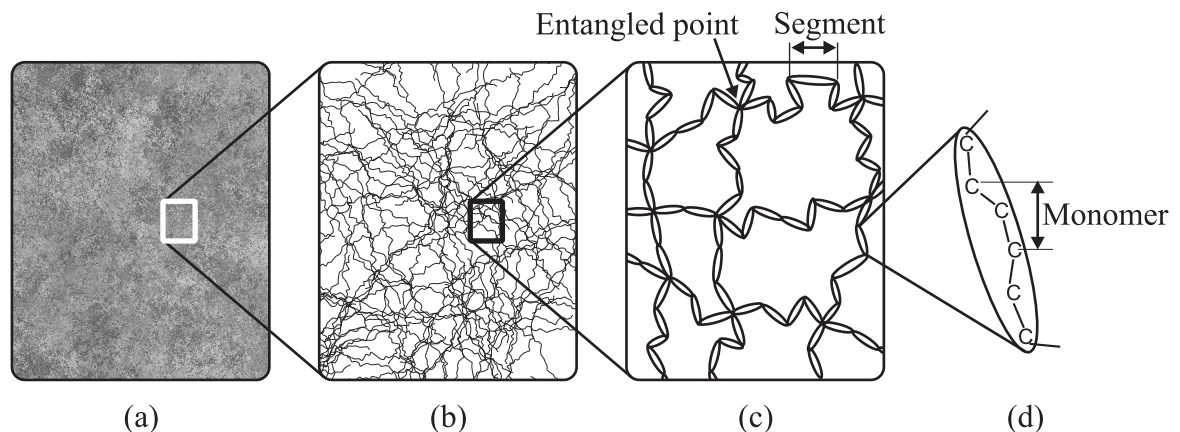 Entangled point
Segment
C
C
C
C
C
C
Monomer
(a)
(b)
(c)
(d)